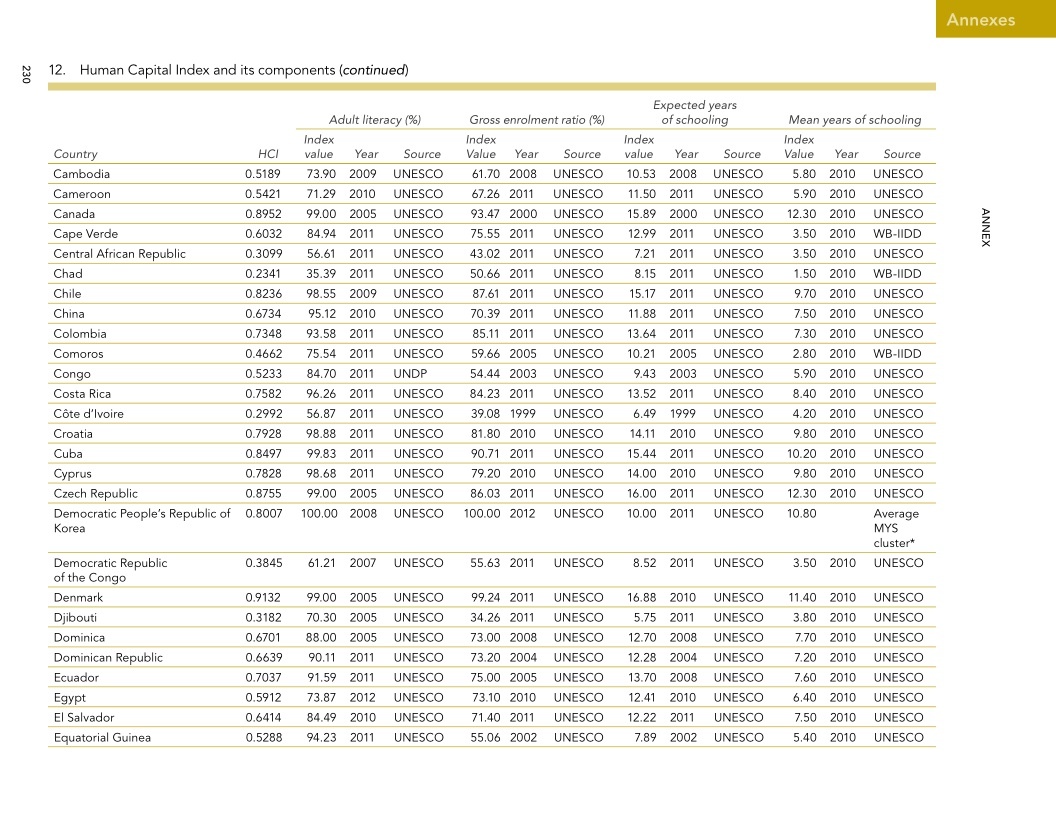 Annexes
230
12. Human Capital Index and its components (continued)
Adult literacy (%) Gross enrolment ratio (%) Expected years of schooling Mean years of schooling
Country HCI Index value Year Source Index Value Year Source Index value Year Source Index Value Year Source
Cambodia 0.5189 73.90 2009 UNESCO 61.70 2008 UNESCO 10.53 2008 UNESCO 5.80 2010 UNESCO
Cameroon 0.5421 71.29 2010 UNESCO 67.26 2011 UNESCO 11.50 2011 UNESCO 5.90 2010 UNESCO
Canada 0.8952 99.00 2005 UNESCO 93.47 2000 UNESCO 15.89 2000 UNESCO 12.30 2010 UNESCO
Cape Verde 0.6032 84.94 2011 UNESCO 75.55 2011 UNESCO 12.99 2011 UNESCO 3.50 2010 WB-IIDD
Central African Republic 0.3099 56.61 2011 UNESCO 43.02 2011 UNESCO 7.21 2011 UNESCO 3.50 2010 UNESCO
Chad 0.2341 35.39 2011 UNESCO 50.66 2011 UNESCO 8.15 2011 UNESCO 1.50 2010 WB-IIDD
Chile 0.8236 98.55 2009 UNESCO 87.61 2011 UNESCO 15.17 2011 UNESCO 9.70 2010 UNESCO
China 0.6734 95.12 2010 UNESCO 70.39 2011 UNESCO 11.88 2011 UNESCO 7.50 2010 UNESCO
Colombia 0.7348 93.58 2011 UNESCO 85.11 2011 UNESCO 13.64 2011 UNESCO 7.30 2010 UNESCO
Comoros 0.4662 75.54 2011 UNESCO 59.66 2005 UNESCO 10.21 2005 UNESCO 2.80 2010 WB-IIDD
Congo 0.5233 84.70 2011 UNDP 54.44 2003 UNESCO 9.43 2003 UNESCO 5.90 2010 UNESCO
Costa Rica 0.7582 96.26 2011 UNESCO 84.23 2011 UNESCO 13.52 2011 UNESCO 8.40 2010 UNESCO
Côte d'Ivoire 0.2992 56.87 2011 UNESCO 39.08 1999 UNESCO 6.49 1999 UNESCO 4.20 2010 UNESCO
Croatia 0.7928 98.88 2011 UNESCO 81.80 2010 UNESCO 14.11 2010 UNESCO 9.80 2010 UNESCO
Cuba 0.8497 99.83 2011 UNESCO 90.71 2011 UNESCO 15.44 2011 UNESCO 10.20 2010 UNESCO
Cyprus 0.7828 98.68 2011 UNESCO 79.20 2010 UNESCO 14.00 2010 UNESCO 9.80 2010 UNESCO
Czech Republic 0.8755 99.00 2005 UNESCO 86.03 2011 UNESCO 16.00 2011 UNESCO 12.30 2010 UNESCO
Democratic People's Republic of 0.8007 100.00 2008 UNESCO 100.00 2012 UNESCO 10.00 2011 UNESCO 10.80 Average
Korea MYS
cluster*
Democratic Republic 0.3845 61.21 2007 UNESCO 55.63 2011 UNESCO 8.52 2011 UNESCO 3.50 2010 UNESCO
of the Congo
Denmark 0.9132 99.00 2005 UNESCO 99.24 2011 UNESCO 16.88 2010 UNESCO 11.40 2010 UNESCO
Djibouti 0.3182 70.30 2005 UNESCO 34.26 2011 UNESCO 5.75 2011 UNESCO 3.80 2010 UNESCO
Dominica 0.6701 88.00 2005 UNESCO 73.00 2008 UNESCO 12.70 2008 UNESCO 7.70 2010 UNESCO
Dominican Republic 0.6639 90.11 2011 UNESCO 73.20 2004 UNESCO 12.28 2004 UNESCO 7.20 2010 UNESCO
Ecuador 0.7037 91.59 2011 UNESCO 75.00 2005 UNESCO 13.70 2008 UNESCO 7.60 2010 UNESCO
Egypt 0.5912 73.87 2012 UNESCO 73.10 2010 UNESCO 12.41 2010 UNESCO 6.40 2010 UNESCO
El Salvador 0.6414 84.49 2010 UNESCO 71.40 2011 UNESCO 12.22 2011 UNESCO 7.50 2010 UNESCO
Equatorial Guinea 0.5288 94.23 2011 UNESCO 55.06 2002 UNESCO 7.89 2002 UNESCO 5.40 2010 UNESCO
ANNEX